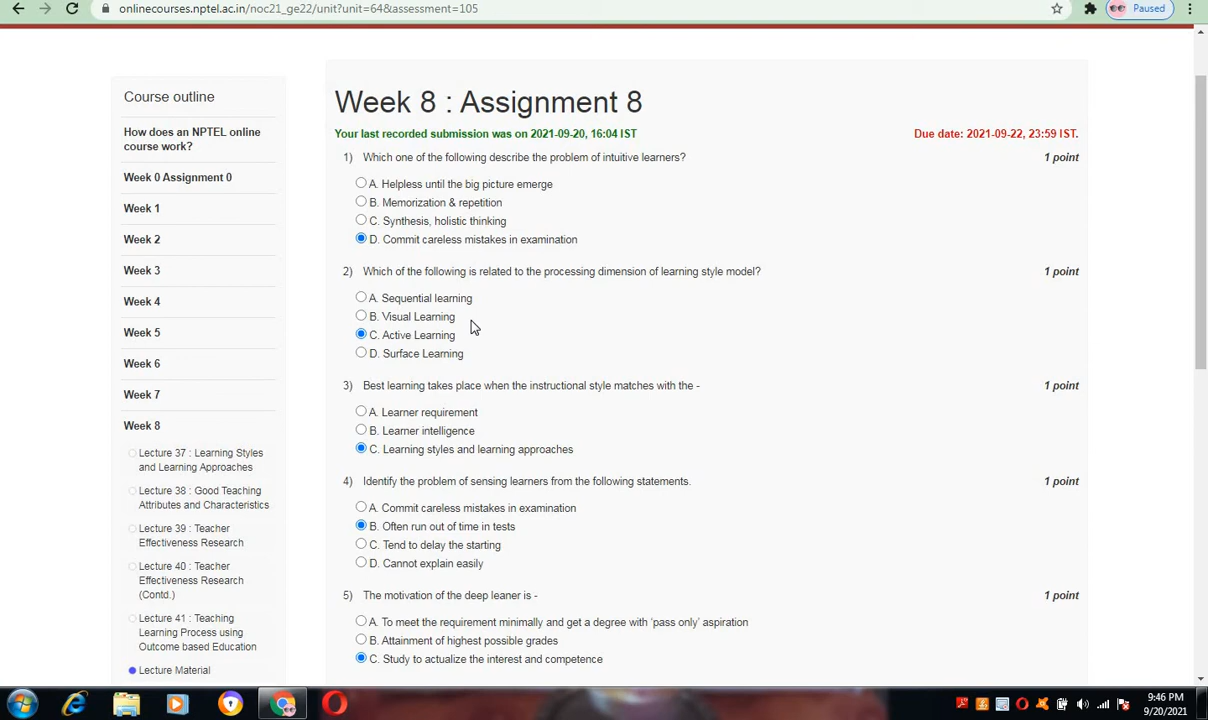 onlinecourses.nptel.ac.in/noc21_ge22/unit?unit=64&assessment=105
Paused
Course outline
How does an NPTEL online
course work?
Week 0 Assignment 0
Week 1
Week 2
Week 3
Week 4
Week 5
Week 6
Week 7
Week 8
Lecture 37 : Learning Styles
and Learning Approaches
Lecture 38 : Good Teaching
Attributes and Characteristics
Lecture 39 : Teacher
Effectiveness Research
Lecture 40 : Teacher
Effectiveness Research
(Contd.)
Lecture 41 : Teaching
Learning Process using
Outcome based Education
Lecture Material
Week 8 : Assignment 8
Your last recorded submission was on 2021-09-20, 16:04 IST
Due date: 2021-09-22, 23:59 IST.
1) Which one of the following describe the problem of intuitive learners? 1 point
A. Helpless until the big picture emerge
B. Memorization & repetition
C. Synthesis, holistic thinking
D. Commit careless mistakes in examination
2) Which of the following is related to the processing dimension of learning style model? 1 point
A. Sequential learning
B. Visual Learning
C. Active Learning
D. Surface Learning
3) Best learning takes place when the instructional style matches with the - 1 point
A. Learner requirement
B. Learner intelligence
C. Learning styles and learning approaches
4) Identify the problem of sensing learners from the following statements. 1 point
A. Commit careless mistakes in examination
B. Often run out of time in tests
C. Tend to delay the starting
D. Cannot explain easily
5) The motivation of the deep leaner is - 1 point
A. To meet the requirement minimally and get a degree with ‘pass only’ aspiration
B. Attainment of highest possible grades
C. Study to actualize the interest and competence
9:46 PM
9/20/2021